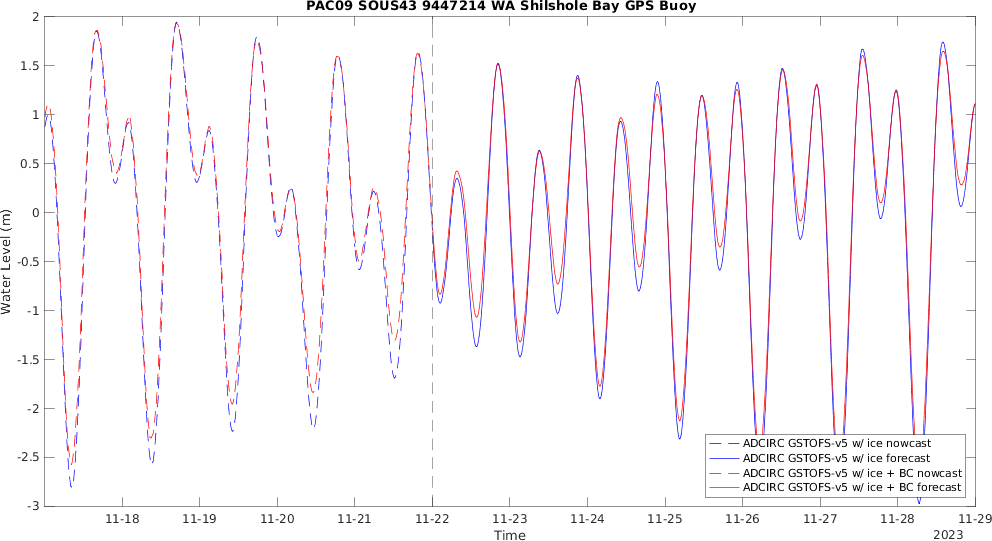 PAC09 SOUS43 9447214 WA Shilshole Bay GPS Buoy
2
1.5
1
0.5
0
-0.5
-1
-1.5
-2
-2.5
-3
Water Level (m)
ADCIRC GSTOFS-v5 w/ ice nowcast
ADCIRC GSTOFS-v5 w/ ice forecast
ADCIRC GSTOFS-v5 w/ ice + BC nowcast
ADCIRC GSTOFS-v5 w/ ice + BC forecast
11-18 11-19 11-20 11-21 11-22 11-23 11-24 11-25 11-26 11-27 11-28 11-29
Time
2023